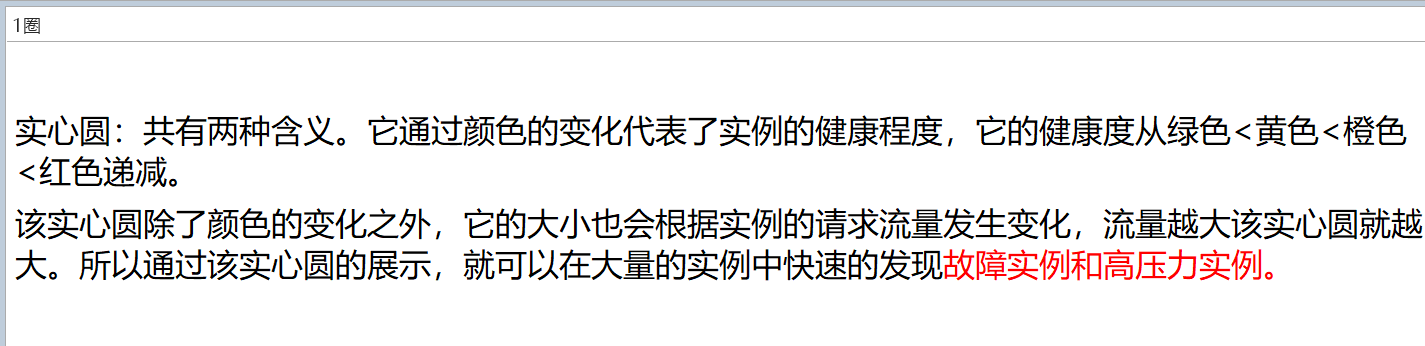 1圈
实心圆：共有两种含义。它通过颜色的变化代表了实例的健康程度，它的健康度从绿色<黄色<橙色
<红色递减。
该实心圆除了颜色的变化之外，它的大小也会根据实例的请求流量发生变化，流量越大该实心圆就越
大。所以通过该实心圆的展示，就可以在大量的实例中快速的发现故障实例和高压力实例。